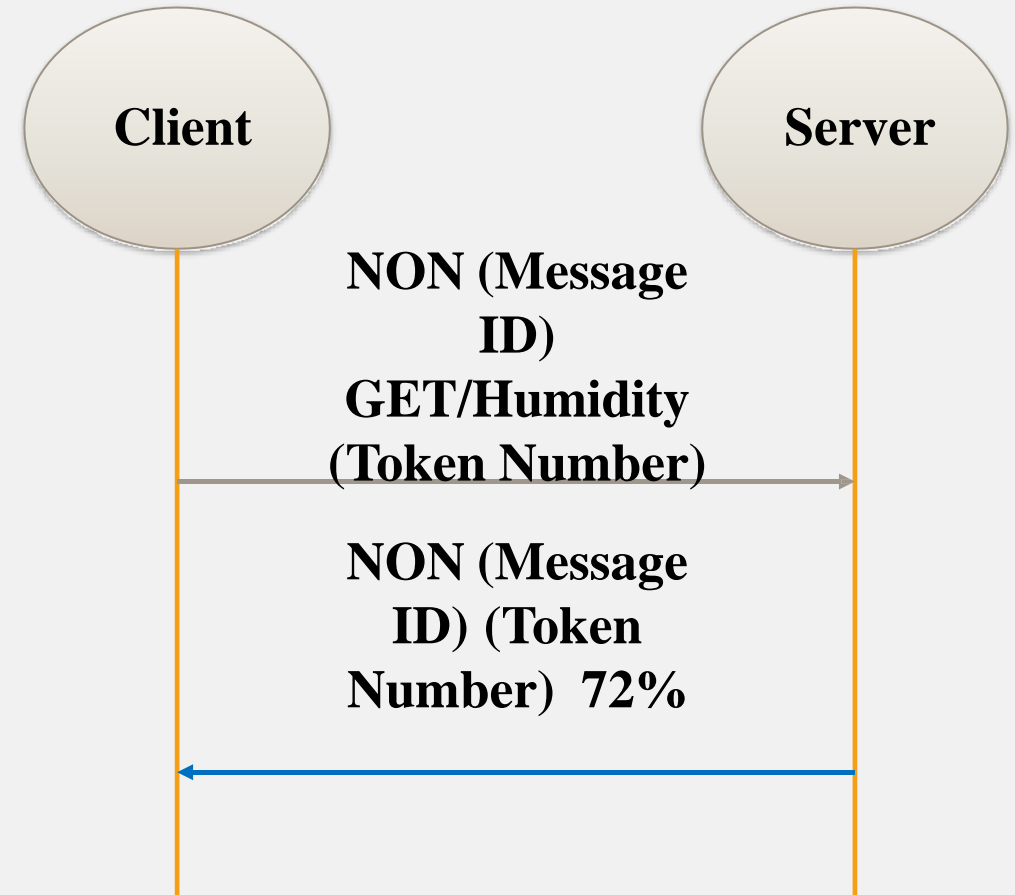 Client
Server
NON (Message
ID)
GET/Humidity
(Token Number)
NON (Message
ID) (Token
Number)  72%